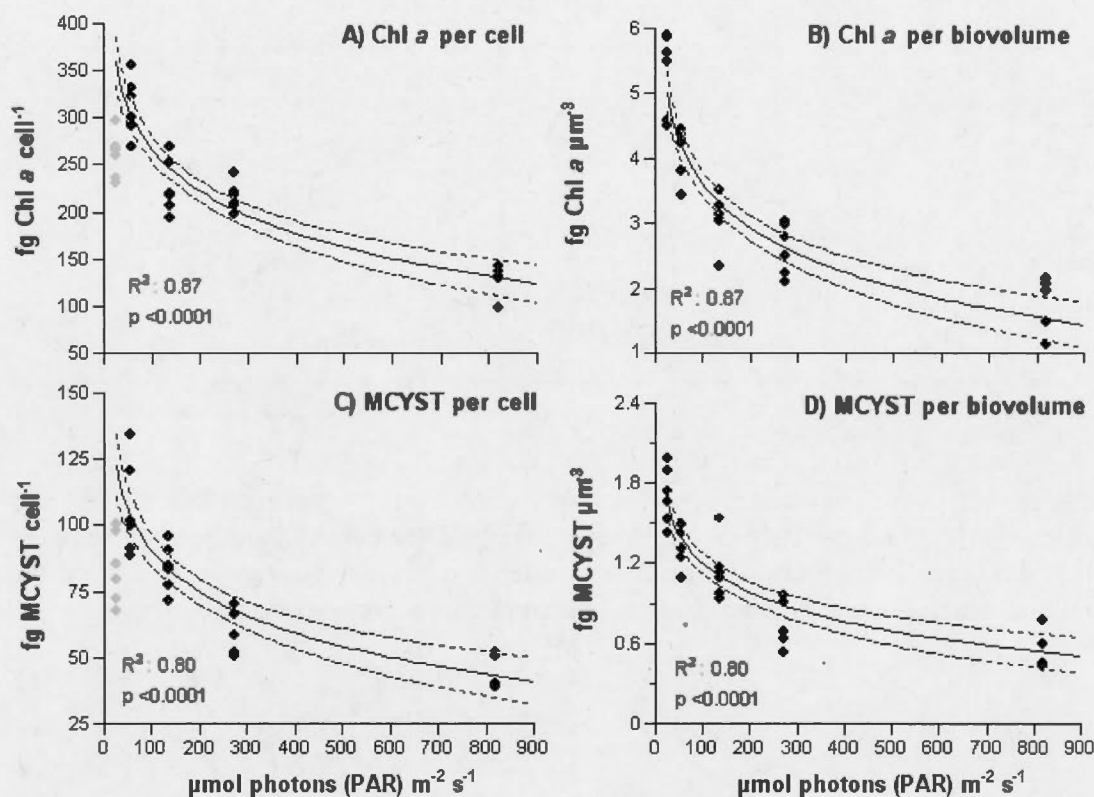 A) Chl a per cell
fg Chl a cell-1
400
350
300
250
200
150
100
50
R2 : 0.87
p <0.0001
B) Chl a per biovolume
fg Chl a µm-3
6
5
4
3
2
1
R2 : 0.87
p <0.0001
C) MCYST per cell
fg MCYST cell-1
150
125
100
75
50
25
R2 : 0.80
p <0.0001
0 100 200 300 400 500 600 700 800 900
µmol photons (PAR) m-2 s-1
D) MCYST per biovolume
fg MCYST µm-3
2.4
1.8
1.2
0.6
0
R2 : 0.80
p <0.0001
0 100 200 300 400 500 600 700 800 900
µmol photons (PAR) m-2 s-1